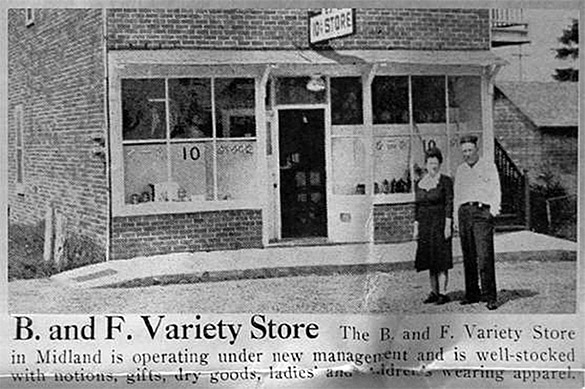 10¢ STORE
10
10
B. and F. Variety Store The B. and F. Variety Store
in Midland is operating under new management and is well-stocked
with notions, gifts, dry goods, ladies' and children's wearing apparel.